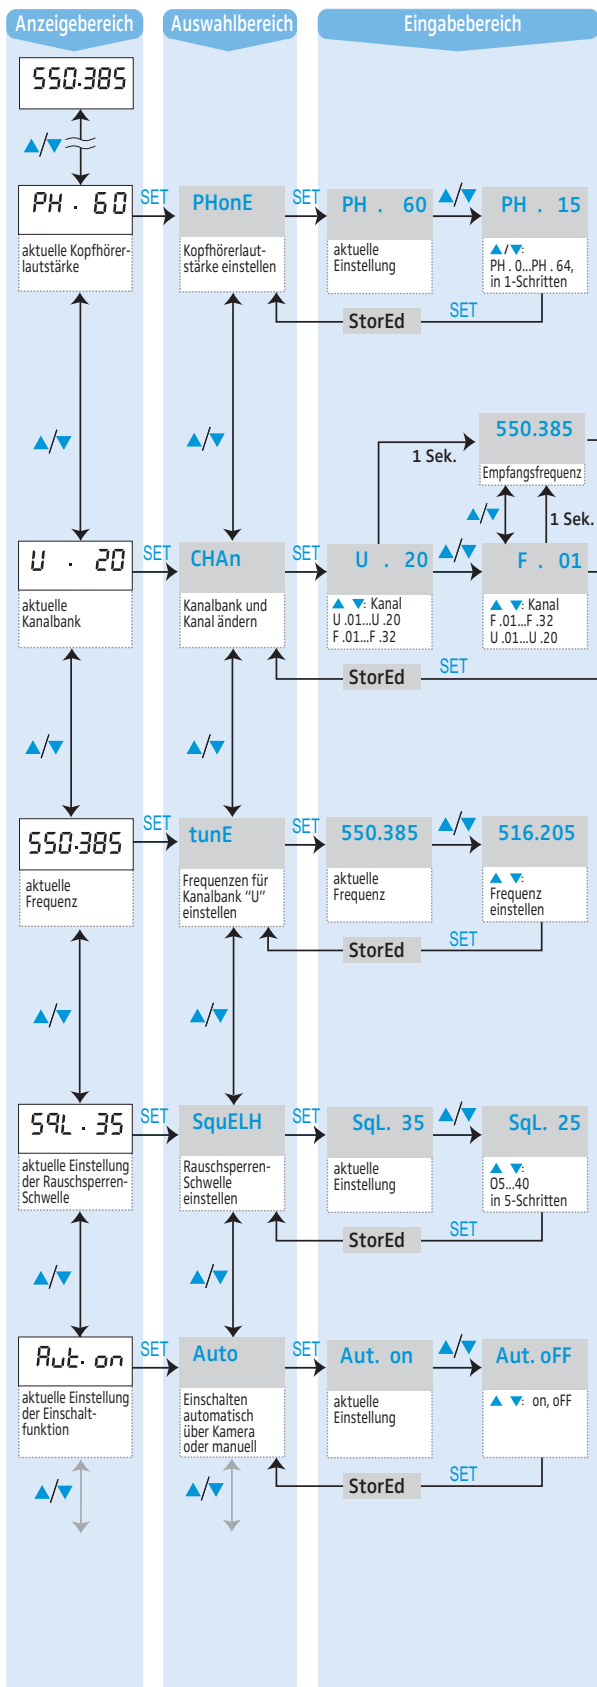 Anzeigebereich Auswahlbereich Eingabebereich
550.385
▲/▼
PH . 60 SET PHonE SET PH . 60 ▲/▼ PH . 15
aktuelle Kopfhörer-
lautstärke
Kopfhörerlaut-
stärke einstellen
aktuelle
Einstellung
▲/▼:
PH . 0...PH . 64,
in 1-Schritten
StorEd SET
▲/▼ ▲/▼
550.385
1 Sek.
Empfangsfrequenz
▲/▼ 1 Sek.
U . 20 SET CHAn SET U . 20 ▲/▼ F . 01
aktuelle
Kanalbank
Kanalbank und
Kanal ändern
▲ ▼: Kanal
U .01...U .20
F .01...F .32
▲ ▼: Kanal
F .01...F .32
U .01...U .20
StorEd SET
▲/▼ ▲/▼
550.385 SET tunE SET 550.385 ▲/▼ 516.205
aktuelle
Frequenz
Frequenzen für
Kanalbank “U”
einstellen
aktuelle
Frequenz
▲ ▼:
Frequenz
einstellen
StorEd SET
▲/▼ ▲/▼
SqL . 35 SET SquELH SET SqL. 35 ▲/▼ SqL. 25
aktuelle Einstellung
der Rauschsperren-
Schwelle
Rauschsperren-
Schwelle
einstellen
aktuelle
Einstellung
▲ ▼:
O5...40
in 5-Schritten
StorEd SET
▲/▼ ▲/▼
Aut. on SET Auto SET Aut. on ▲/▼ Aut. oFF
aktuelle Einstellung
der Einschalt-
funktion
Einschalten
automatisch
über Kamera
oder manuell
aktuelle
Einstellung
▲ ▼: on, oFF
StorEd SET
▲/▼ ▲/▼